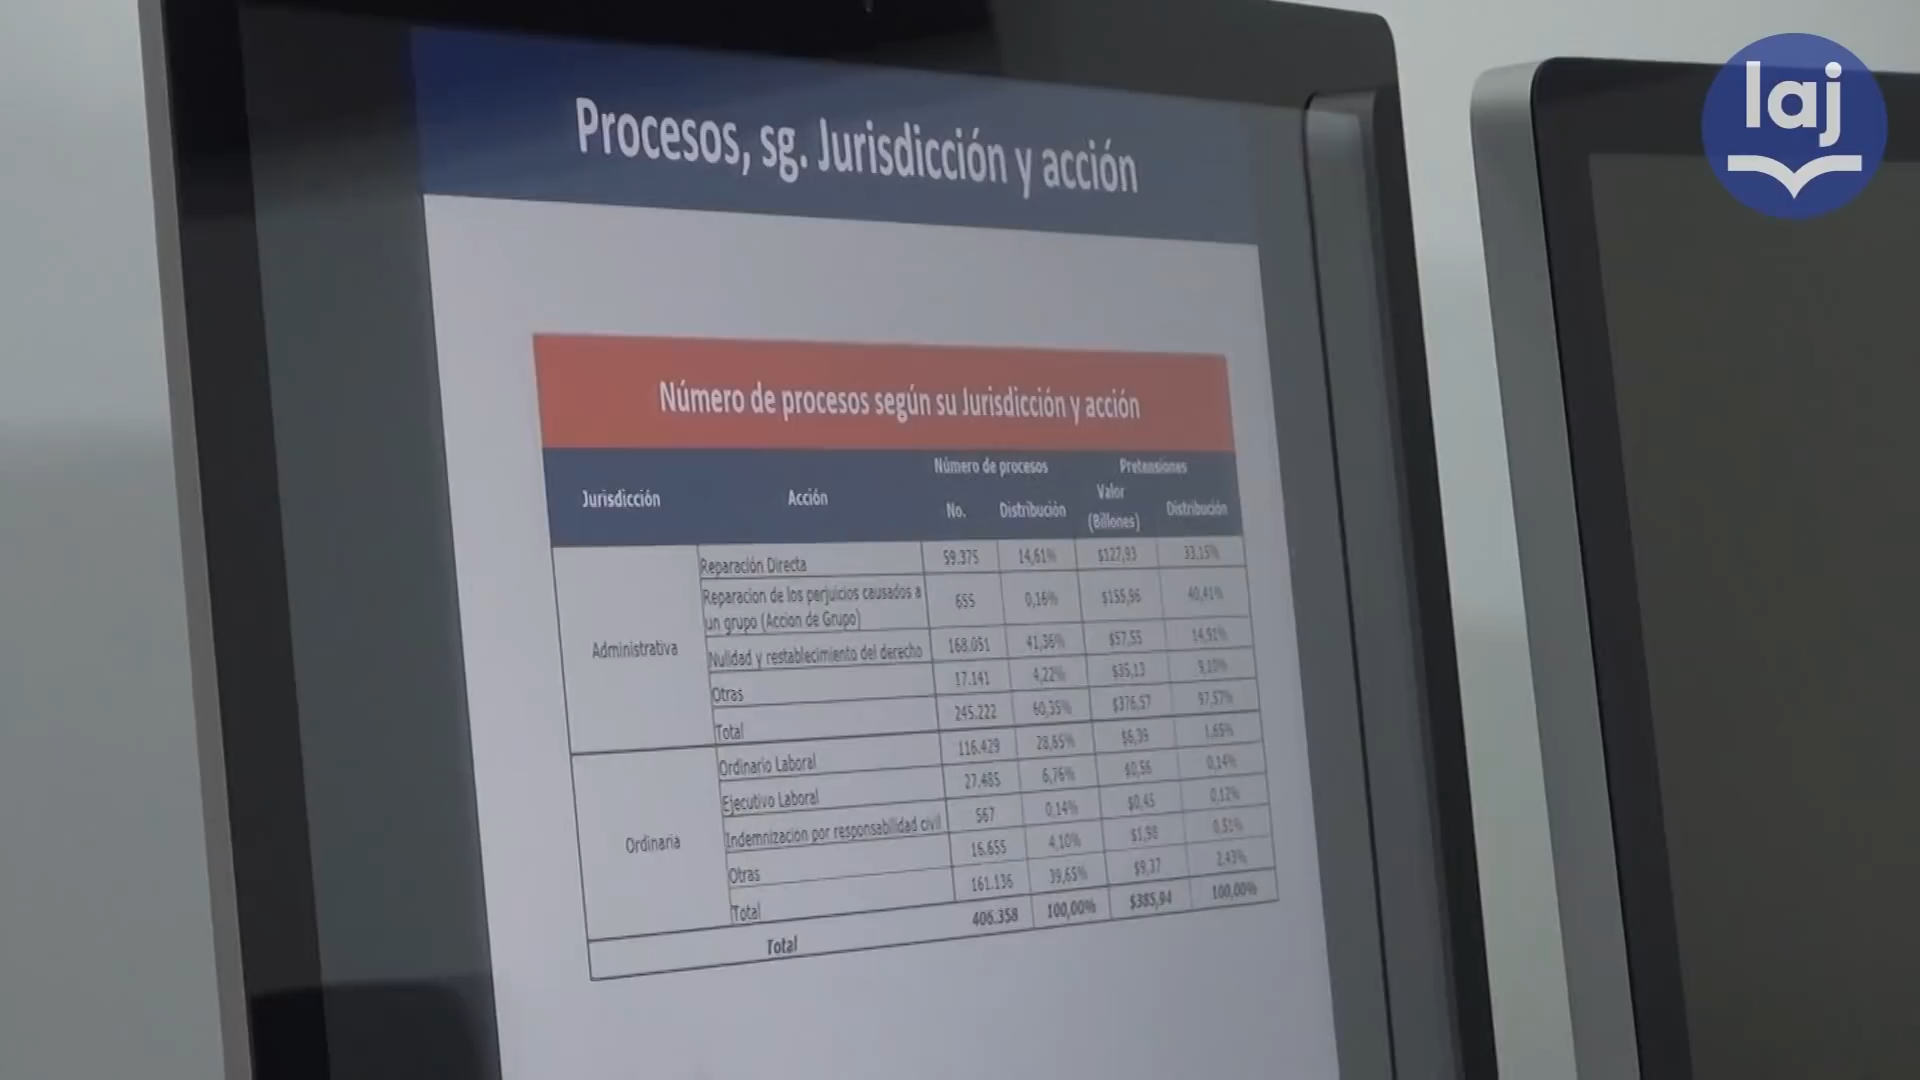 laj
Procesos, sg. Jurisdicción y acción
Número de procesos según su Jurisdicción y acción
Jurisdicción Acción Número de procesos Pretensiones
No. Distribución Valor (Billones) Distribución
Administrativa
Reparación Directa 59.375 14,61% $127,93 33,15%
Reparacion de los perjuicios causados a
un grupo (Accion de Grupo) 655 0,16% $155,96 40,41%
Nulidad y restablecimiento del derecho 168.051 41,36% $57,55 14,91%
Otras 17.141 4,22% $35,13 9,10%
Total 245.222 60,35% $376,57 97,57%
Ordinaria
Ordinario Laboral 116.429 28,65% $6,39 1,65%
Ejecutivo Laboral 27.485 6,76% $0,56 0,14%
Indemnizacion por responsabilidad civil 567 0,14% $0,45 0,12%
Otras 16.655 4,10% $1,98 0,51%
Total 161.136 39,65% $9,37 2,43%
Total 406.358 100,00% $385,94 100,00%